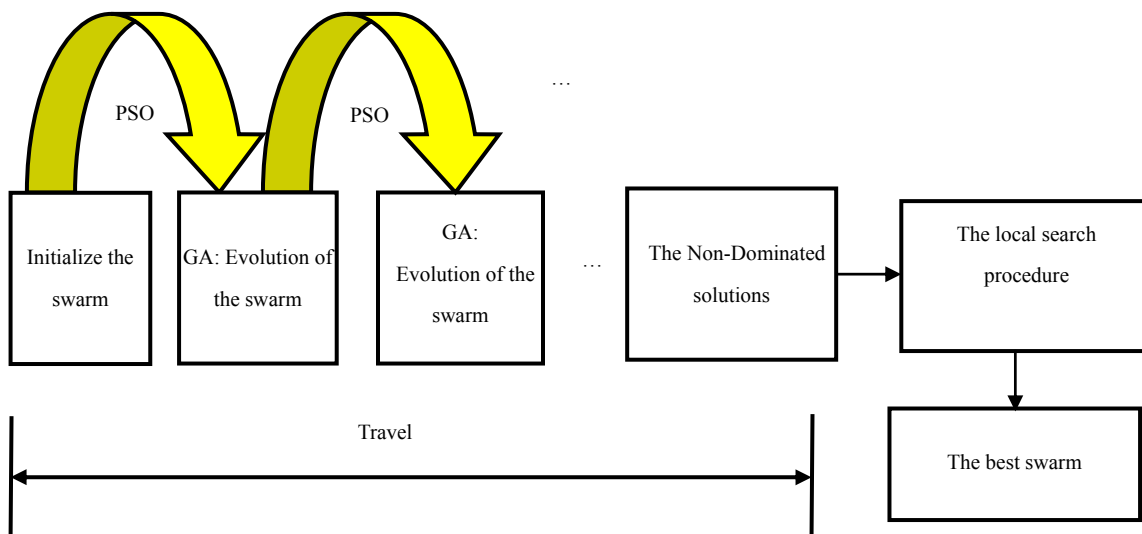 …
PSO
PSO
Initialize the
swarm
GA: Evolution of
the swarm
GA:
Evolution of the
swarm
…
The Non-Dominated
solutions
The local search
procedure
Travel
The best swarm